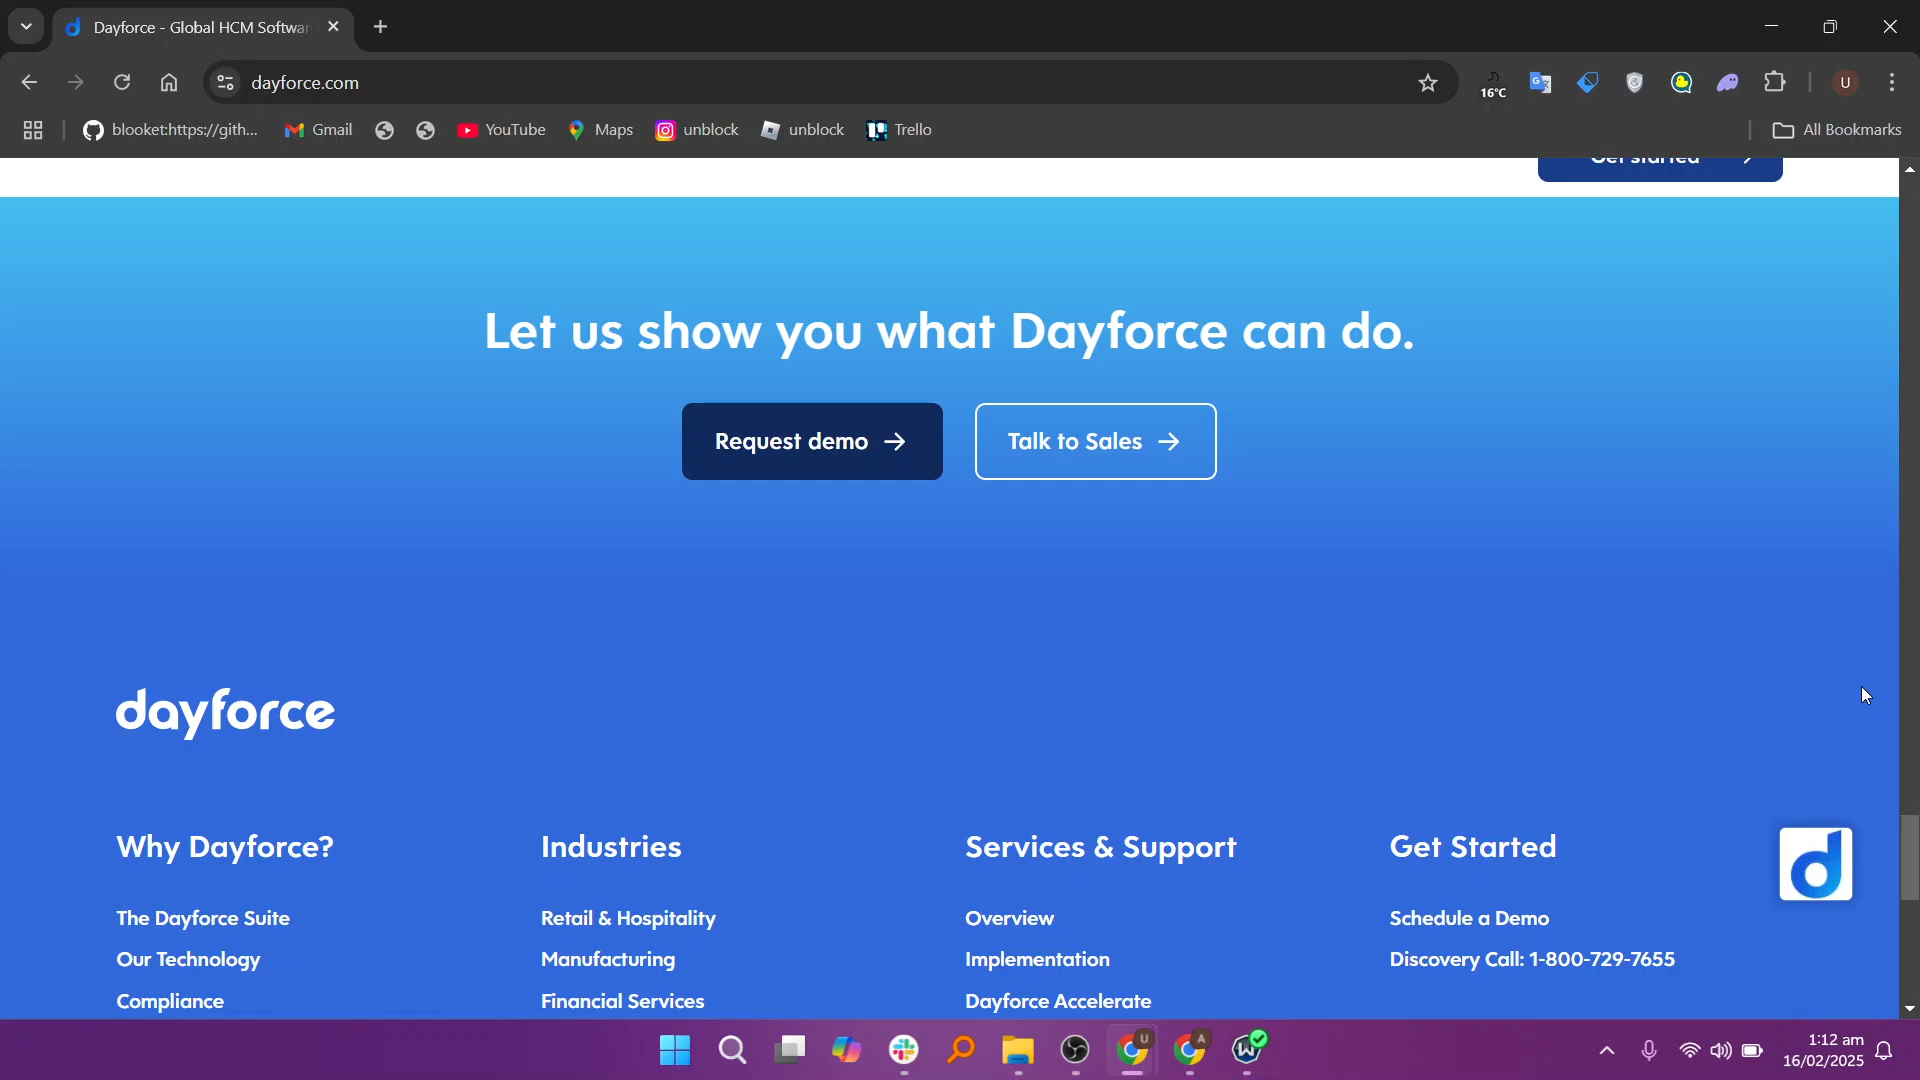 Dayforce - Global HCM Softwar
dayforce.com
16°C
U
blooket:https://gith...
Gmail
YouTube
Maps
unblock
unblock
Trello
All Bookmarks
Get started
Let us show you what Dayforce can do.
Request demo
Talk to Sales
dayforce
Why Dayforce?
The Dayforce Suite
Our Technology
Compliance
Industries
Retail & Hospitality
Manufacturing
Financial Services
Services & Support
Overview
Implementation
Dayforce Accelerate
Get Started
Schedule a Demo
Discovery Call: 1-800-729-7655
d
U
A
W
1:12 am
16/02/2025